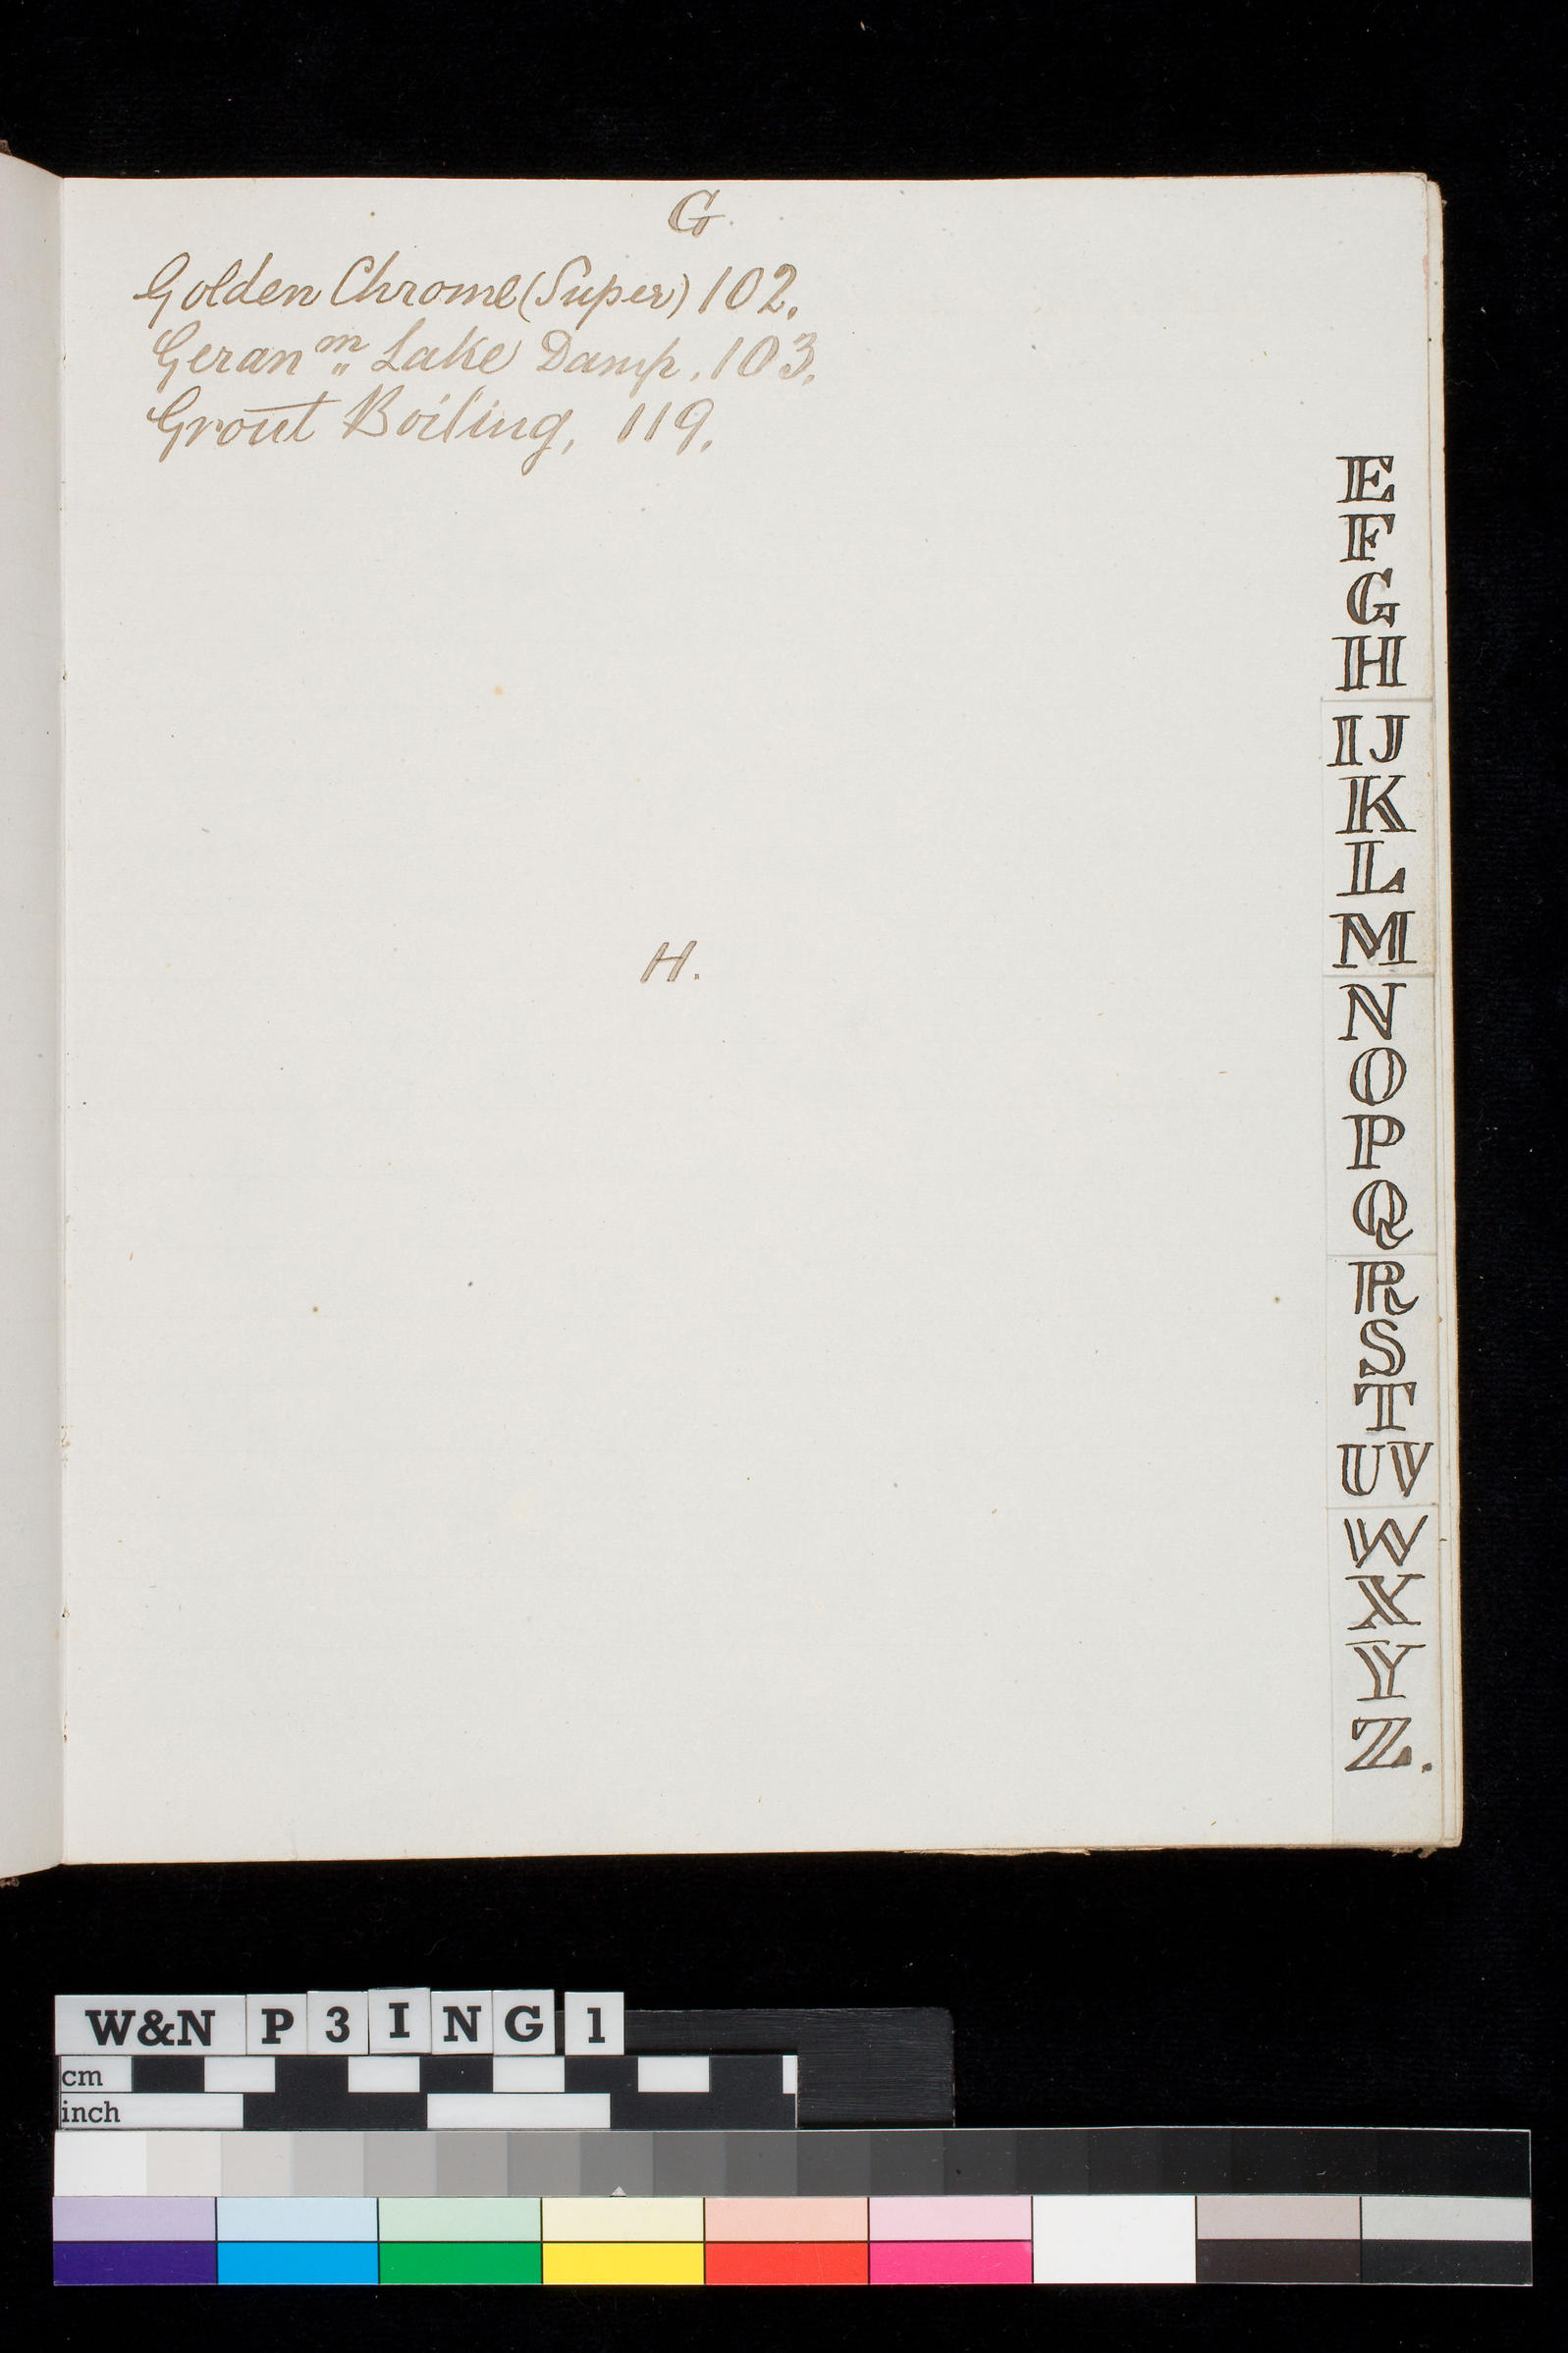 G.
Golden Chrome (Super) 102.
Geran m„ Lake Damp. 103.
Grout Boiling, 119.
H.
E
F
G
H
IJ
K
L
M
N
O
P
Q
R
S
T
UV
W
X
Y
Z.
W&N P 3 I N G 1
cm
inch